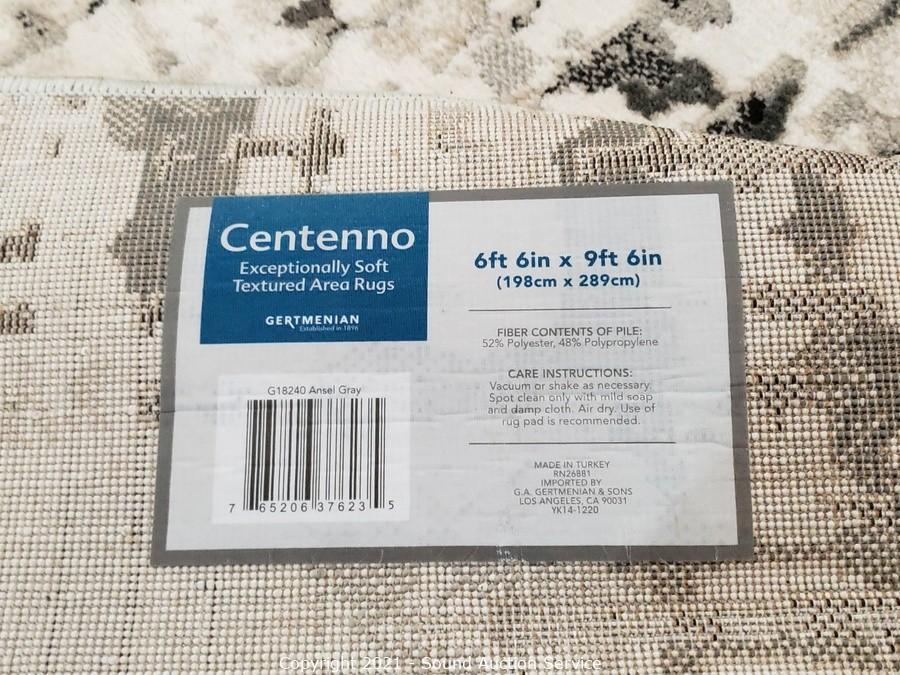 Centenno
Exceptionally Soft
Textured Area Rugs
GERTMENIAN
Established in 1896
G18240 Ansel Gray
7 65206 37623 5
6ft 6in x 9ft 6in
(198cm x 289cm)
FIBER CONTENTS OF PILE:
52% Polyester, 48% Polypropylene
CARE INSTRUCTIONS:
Vacuum or shake as necessary.
Spot clean only with mild soap
and damp cloth. Air dry. Use of
rug pad is recommended.
MADE IN TURKEY
RN26881
IMPORTED BY
G.A. GERTMENIAN & SONS
LOS ANGELES, CA 90031
YK14-1220
Copyright 2021 - Sound Auction Service